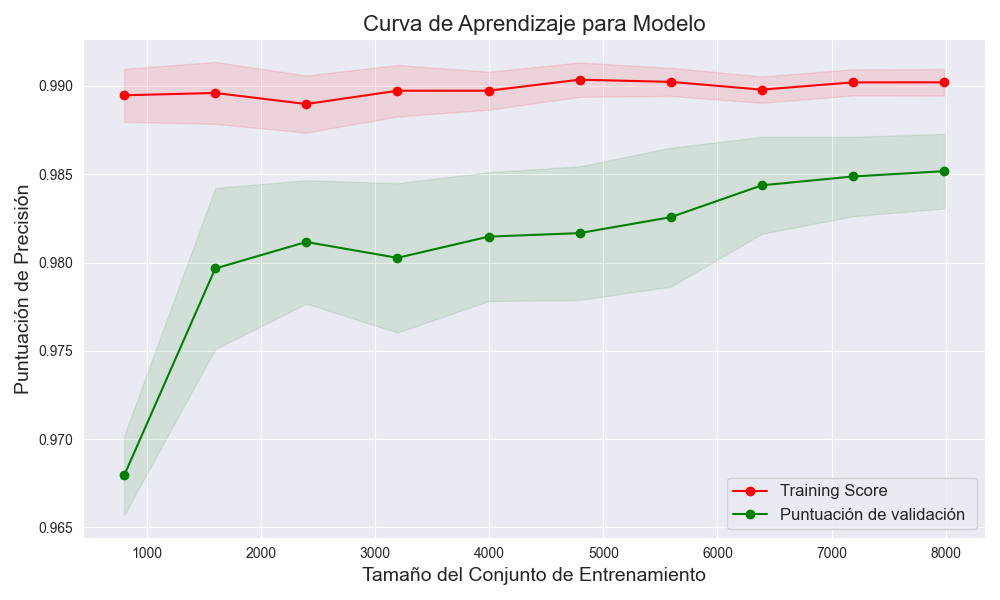 Curva de Aprendizaje para Modelo
Puntuación de Precisión
0.990
0.985
0.980
0.975
0.970
0.965
Training Score
Puntuación de validación
1000 2000 3000 4000 5000 6000 7000 8000
Tamaño del Conjunto de Entrenamiento